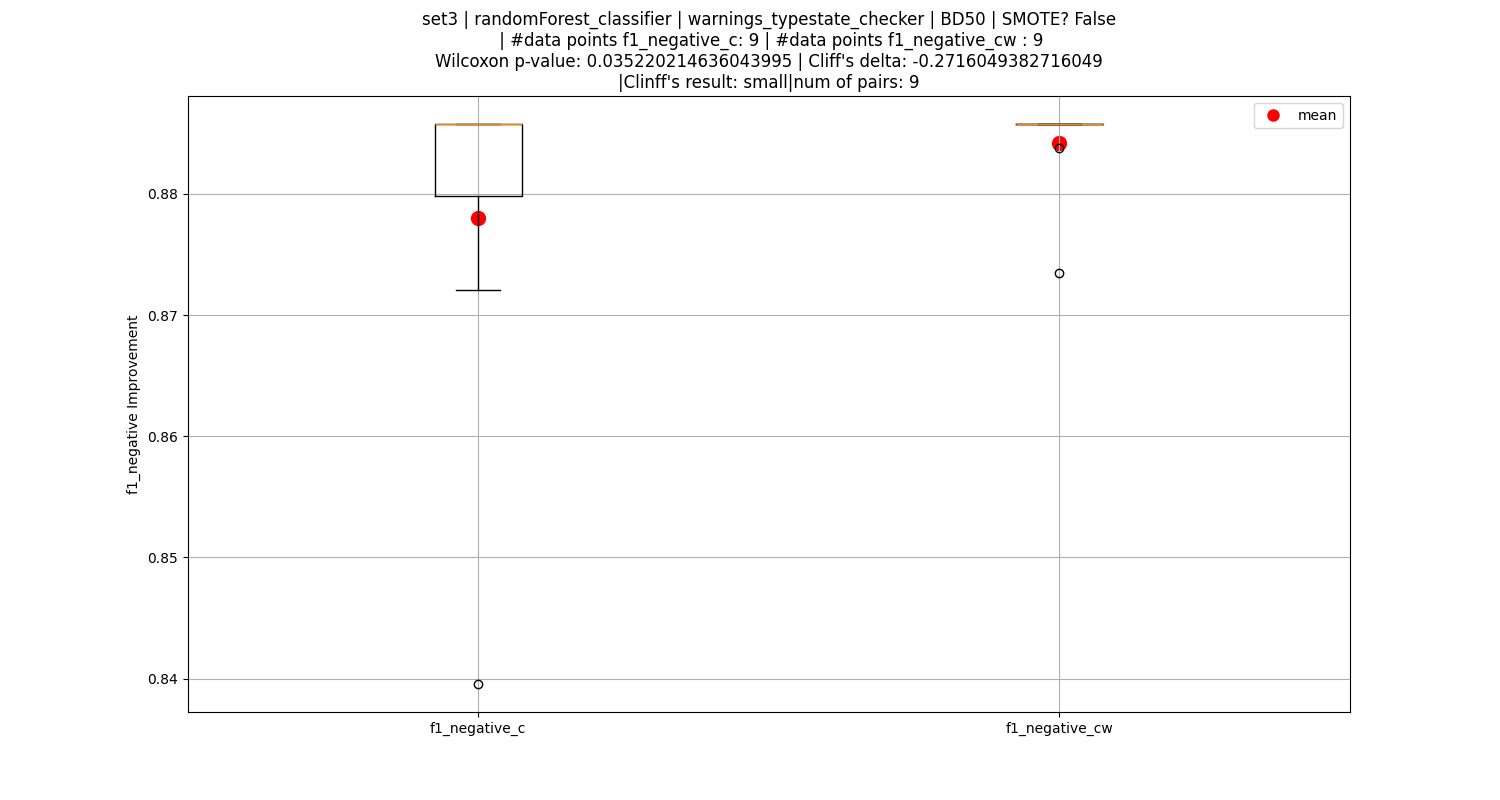 set3 | randomForest_classifier | warnings_typestate_checker | BD50 | SMOTE? False
| #data points f1_negative_c: 9 | #data points f1_negative_cw : 9
Wilcoxon p-value: 0.035220214636043995 | Cliff's delta: -0.2716049382716049
|Clinff's result: small|num of pairs: 9
mean
0.88
0.87
0.86
0.85
0.84
f1_negative Improvement
f1_negative_c
f1_negative_cw